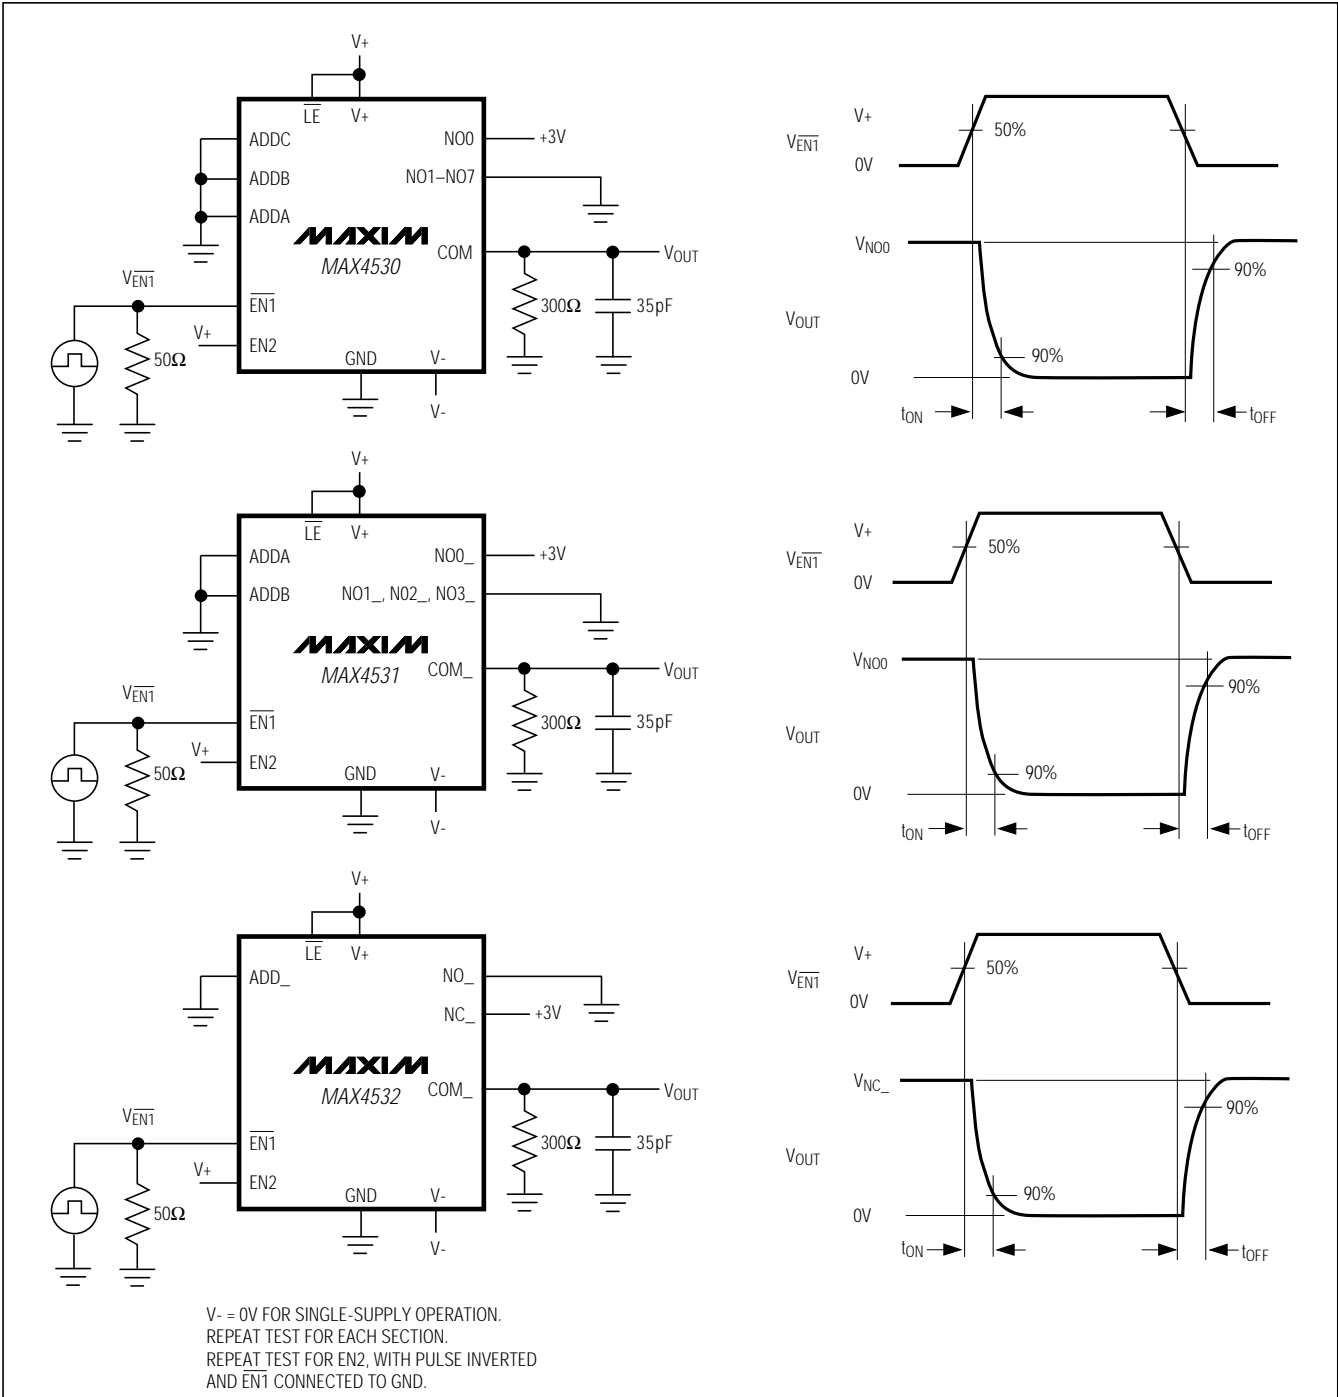 V+
LE
V+
ADDC
ADDB
ADDA
NO0
+3V
NO1–NO7
MAXIM
MAX4530
COM
VOUT
300Ω
35pF
VEN1
EN1
V+
EN2
50Ω
GND
V-
V-
V+
VEN1
50%
0V
VNO0
90%
VOUT
90%
0V
tON
tOFF
V+
LE
V+
ADDA
ADDB
NO0_
+3V
NO1_, N02_, NO3_
MAXIM
MAX4531
COM_
VOUT
300Ω
35pF
VEN1
EN1
V+
EN2
50Ω
GND
V-
V-
V+
VEN1
50%
0V
VNO0
90%
VOUT
90%
0V
tON
tOFF
V+
LE
V+
ADD_
NO_
NC_
+3V
MAXIM
MAX4532
COM_
VOUT
300Ω
35pF
VEN1
EN1
V+
EN2
50Ω
GND
V-
V-
V+
VEN1
50%
0V
VNC_
90%
VOUT
90%
0V
tON
tOFF
V- = 0V FOR SINGLE-SUPPLY OPERATION.
REPEAT TEST FOR EACH SECTION.
REPEAT TEST FOR EN2, WITH PULSE INVERTED
AND EN1 CONNECTED TO GND.